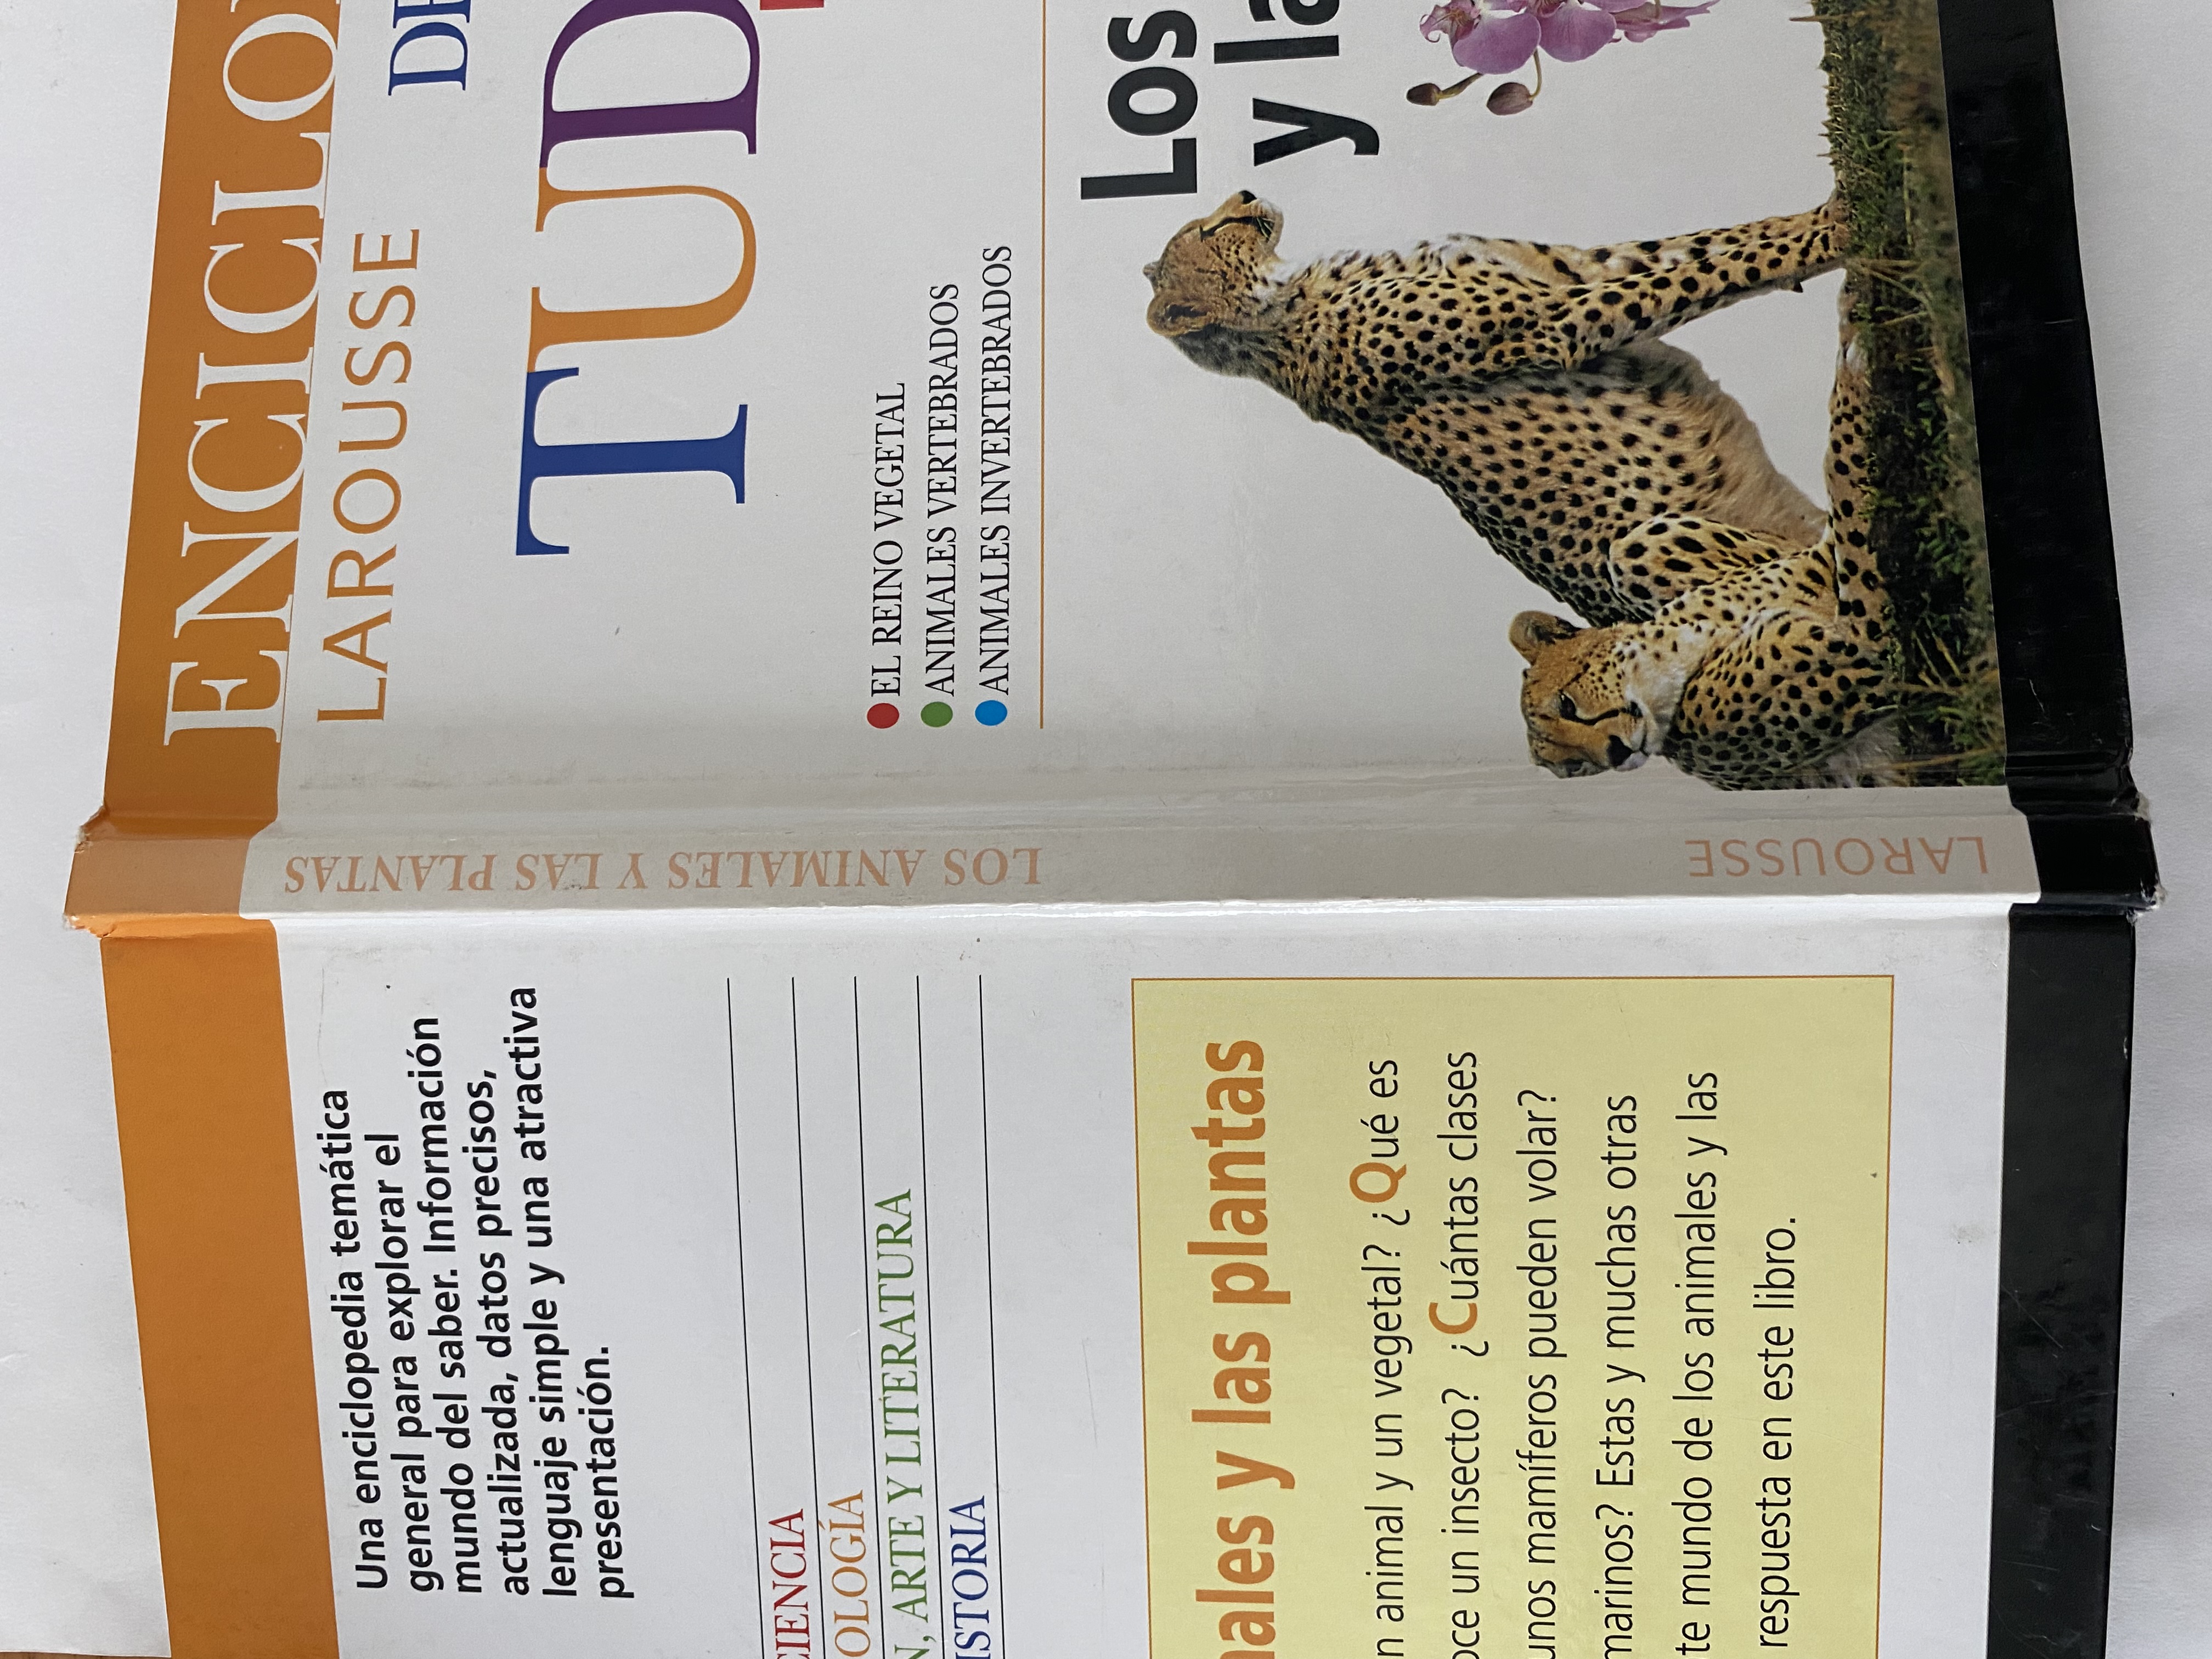 Una enciclopedia temática
general para explorar el
mundo del saber. Información
actualizada, datos precisos,
lenguaje simple y una atractiva
presentación.
CIENCIA
OLOGÍA
N, ARTE Y LITERATURA
ISTORIA
males y las plantas
n animal y un vegetal? ¿Qué es
oce un insecto? ¿Cuántas clases
unos mamíferos pueden volar?
marinos? Estas y muchas otras
te mundo de los animales y las
respuesta en este libro.
LOS ANIMALES Y LAS PLANTAS
LAROUSSE
ENCICLO
LAROUSSE
DE
TUD
EL REINO VEGETAL
ANIMALES VERTEBRADOS
ANIMALES INVERTEBRADOS
Los
y la